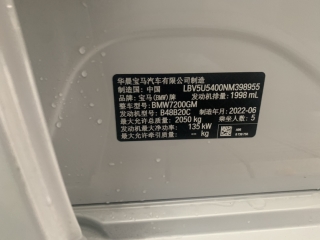 华晨宝马汽车有限公司制造
制造国：中国 LBV5U5400NM398955
品牌：宝马(BMW)牌 发动机排量：1998 mL
整车型号：BMW7200GM
发动机型号：B48B20C 制造年月：2022-06
最大允许总质量：2050 kg 乘坐人数：5
最大净功率： 135 kW
最大允许牵引质量： — kg